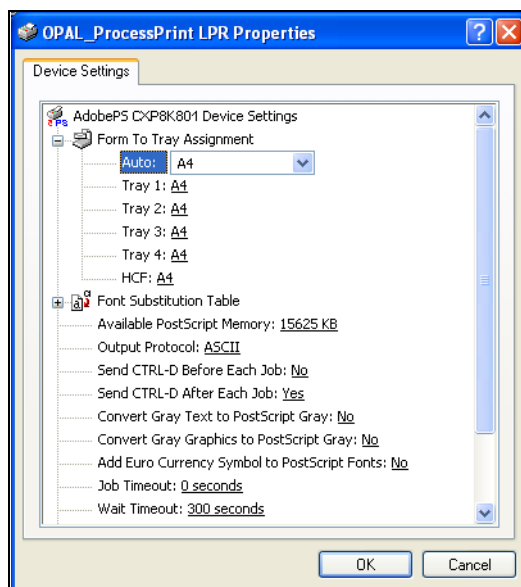 OPAL_ProcessPrint LPR Properties
Device Settings
AdobePS CXP8K801 Device Settings
Form To Tray Assignment
Auto: A4
Tray 1: A4
Tray 2: A4
Tray 3: A4
Tray 4: A4
HCF: A4
Font Substitution Table
Available PostScript Memory: 15625 KB
Output Protocol: ASCII
Send CTRL-D Before Each Job: No
Send CTRL-D After Each Job: Yes
Convert Gray Text to PostScript Gray: No
Convert Gray Graphics to PostScript Gray: No
Add Euro Currency Symbol to PostScript Fonts: No
Job Timeout: 0 seconds
Wait Timeout: 300 seconds
OK Cancel